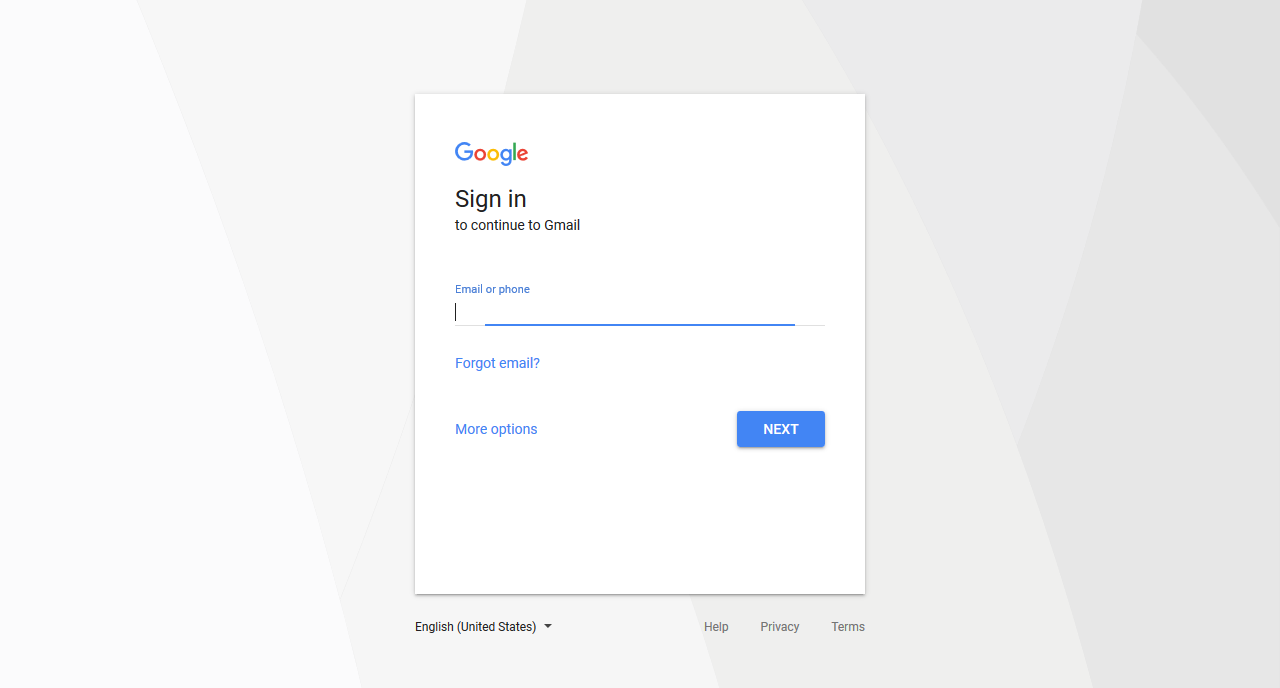 Google
Sign in
to continue to Gmail
Email or phone
Forgot email?
More options
NEXT
English (United States)
Help
Privacy
Terms